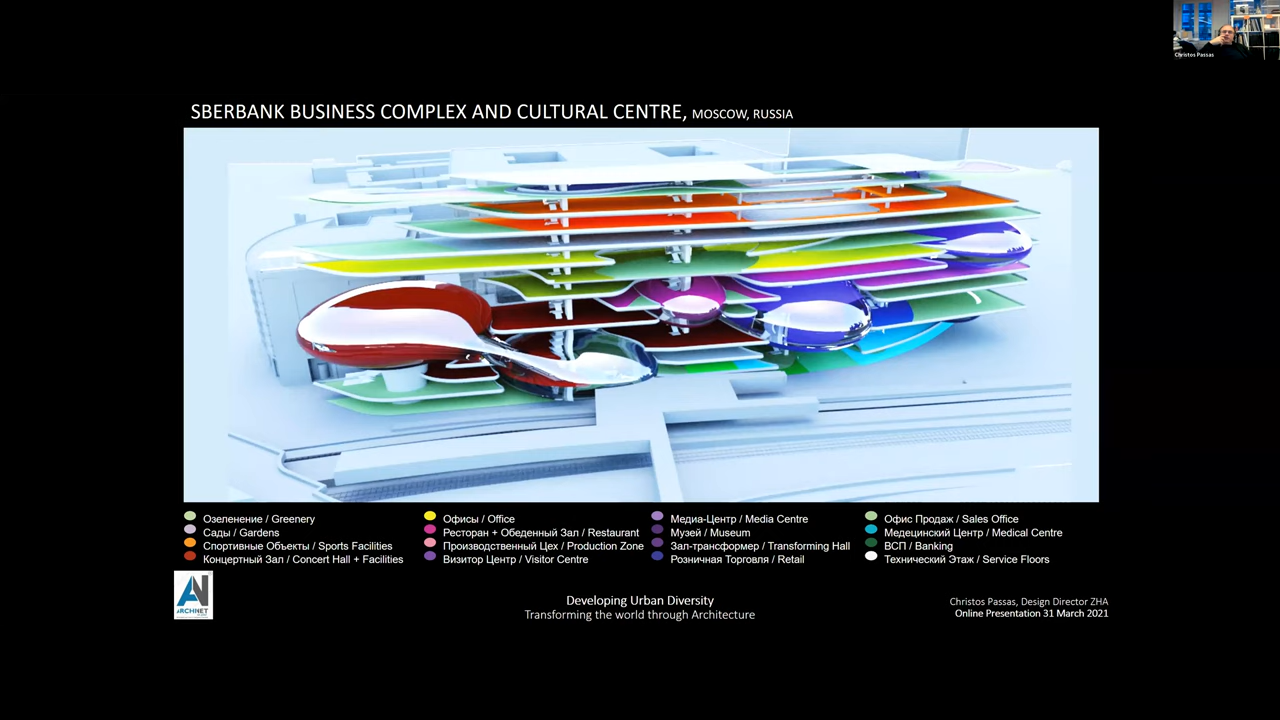 Christos Passas
SBERBANK BUSINESS COMPLEX AND CULTURAL CENTRE, MOSCOW, RUSSIA
Озеленение / Greenery
Сады / Gardens
Спортивные Объекты / Sports Facilities
Концертный Зал / Concert Hall + Facilities
Офисы / Office
Ресторан + Обеденный Зал / Restaurant
Производственный Цех / Production Zone
Визитор Центр / Visitor Centre
Медиа-Центр / Media Centre
Музей / Museum
Зал-трансформер / Transforming Hall
Розничная Торговля / Retail
Офис Продаж / Sales Office
Медецинский Центр / Medical Centre
ВСП / Banking
Технический Этаж / Service Floors
ARCHNET
Developing Urban Diversity
Transforming the world through Architecture
Christos Passas, Design Director ZHA
Online Presentation 31 March 2021